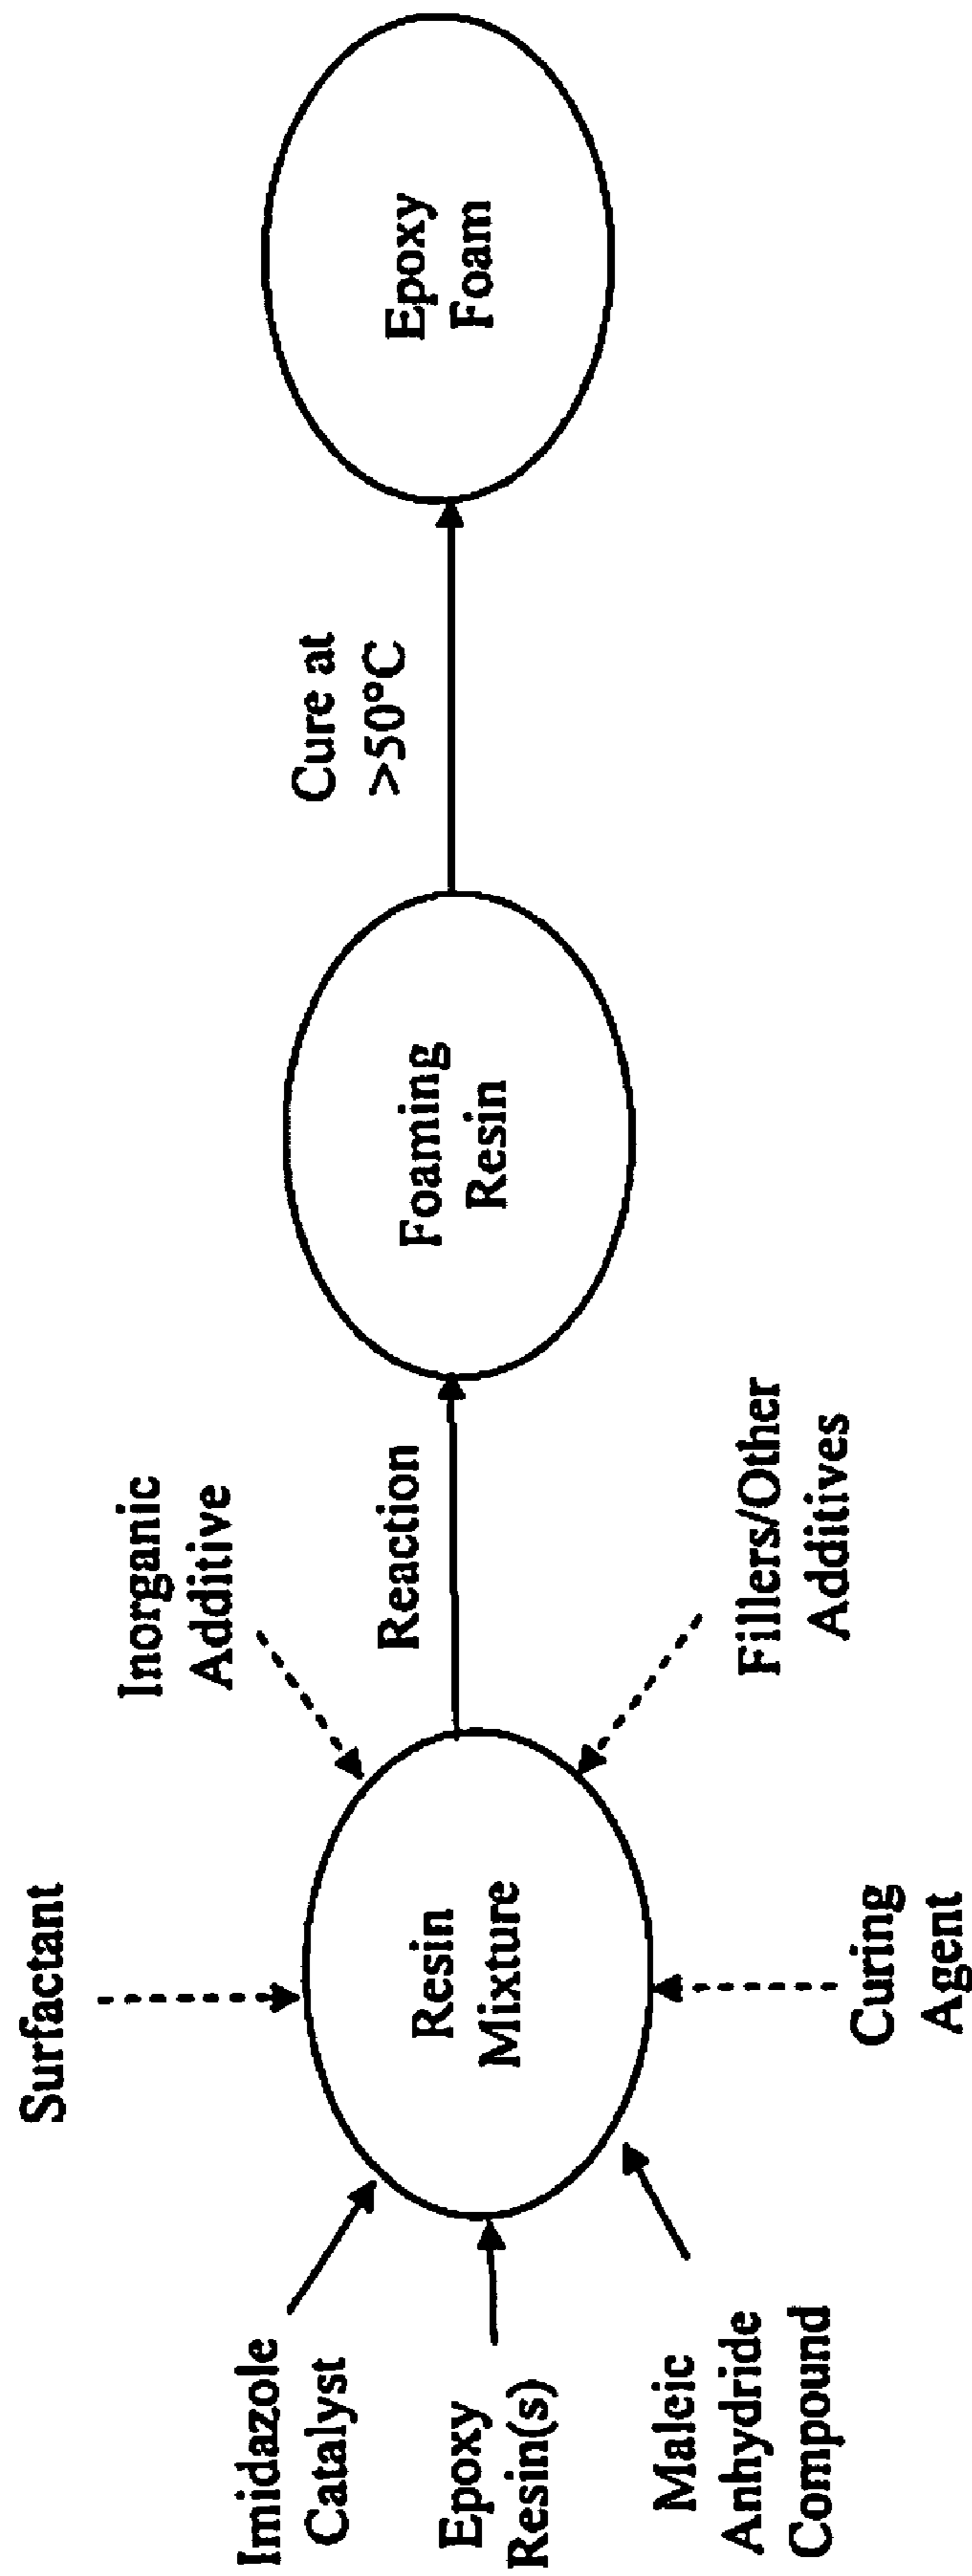 Imidazole
Catalyst
Epoxy
Resin(s)
Maleic
Anhydride
Compound
Surfactant
Resin
Mixture
Curing
Agent
Inorganic
Additive
Fillers/Other
Additives
Reaction
Foaming
Resin
Cure at
>50°C
Epoxy
Foam